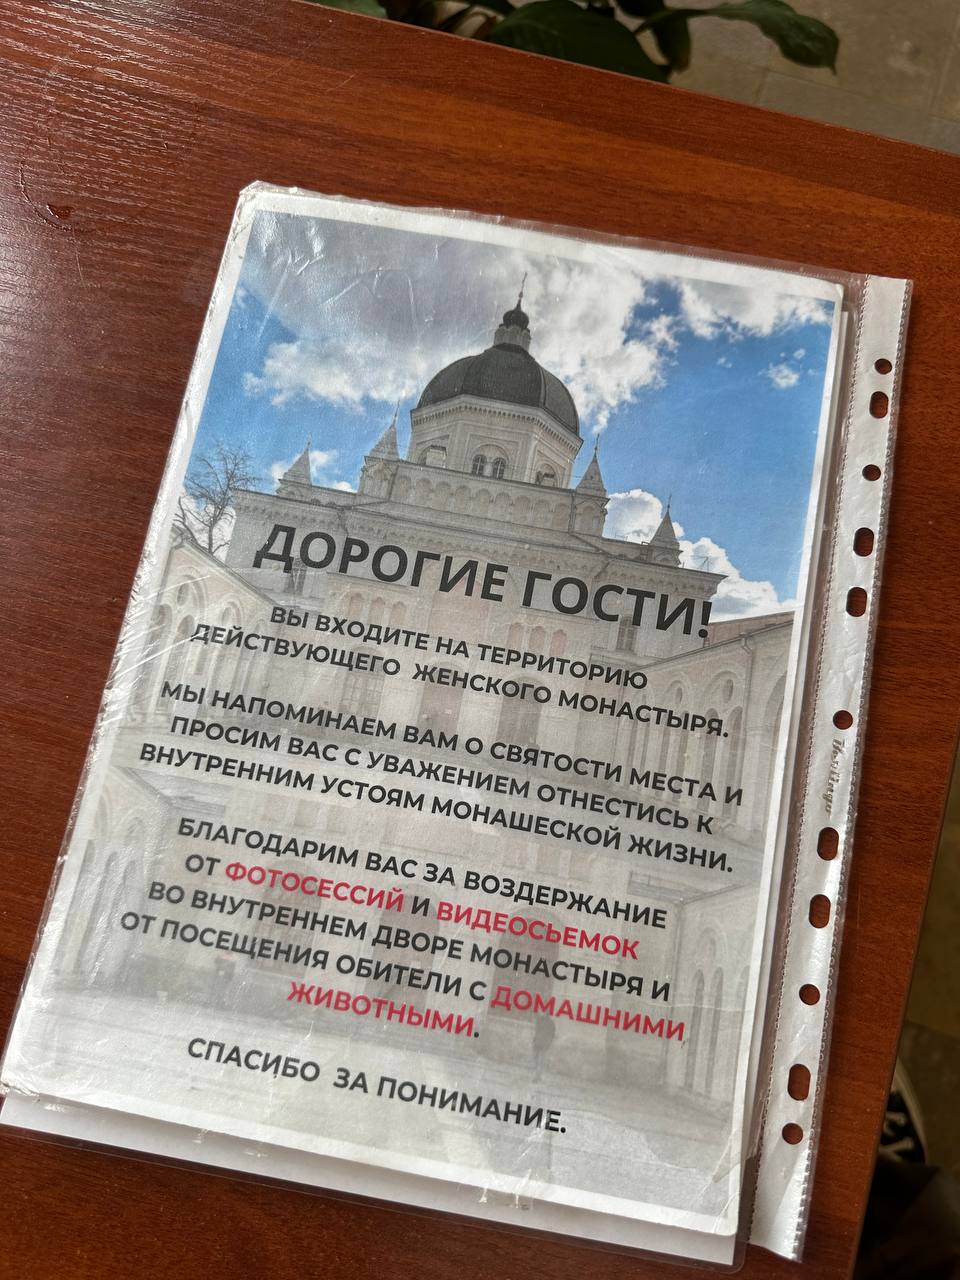 ДОРОГИЕ ГОСТИ!
ВЫ ВХОДИТЕ НА ТЕРРИТОРИЮ
ДЕЙСТВУЮЩЕГО ЖЕНСКОГО МОНАСТЫРЯ.
МЫ НАПОМИНАЕМ ВАМ О СВЯТОСТИ МЕСТА И
ПРОСИМ ВАС С УВАЖЕНИЕМ ОТНЕСТИСЬ К
ВНУТРЕННИМ УСТОЯМ МОНАШЕСКОЙ ЖИЗНИ.
БЛАГОДАРИМ ВАС ЗА ВОЗДЕРЖАНИЕ
ОТ ФОТОСЕССИЙ И ВИДЕОСЬЕМОК
ВО ВНУТРЕННЕМ ДВОРЕ МОНАСТЫРЯ И
ОТ ПОСЕЩЕНИЯ ОБИТЕЛИ С ДОМАШНИМИ
ЖИВОТНЫМИ.
СПАСИБО ЗА ПОНИМАНИЕ.